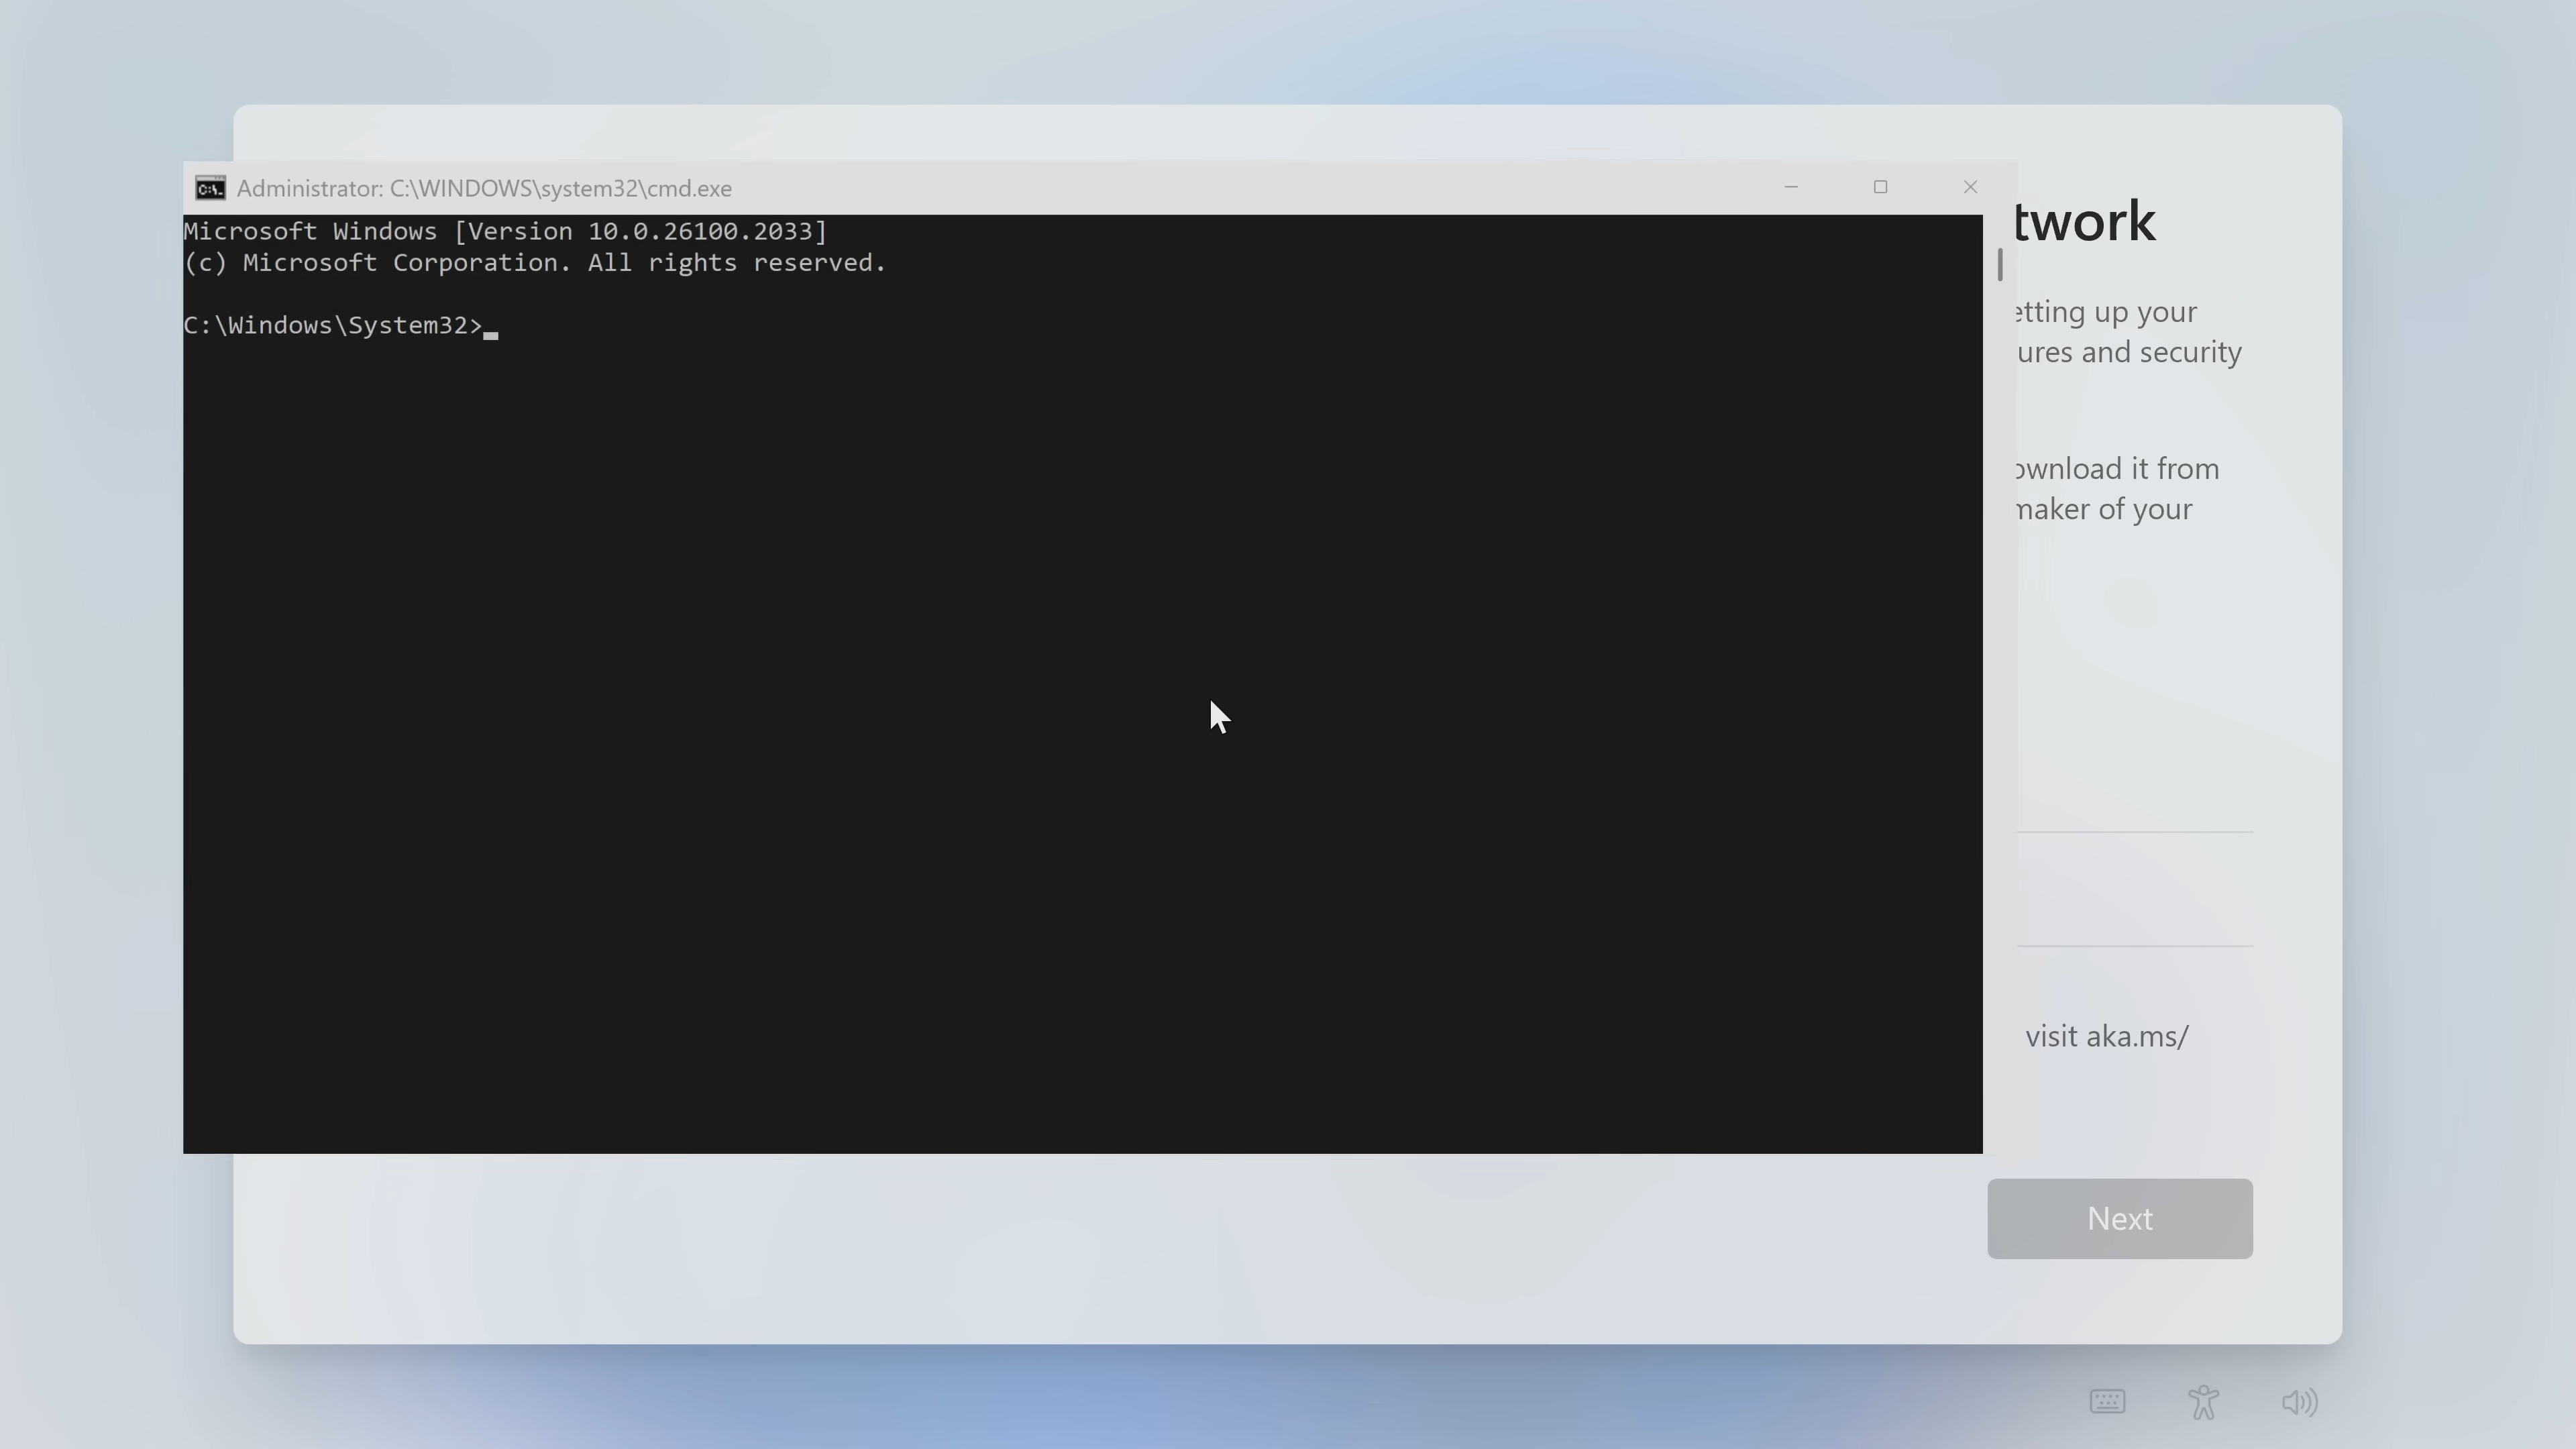 Administrator: C:\WINDOWS\system32\cmd.exe
Microsoft Windows [Version 10.0.26100.2033]
(c) Microsoft Corporation. All rights reserved.
C:\Windows\System32>
twork
etting up your
ures and security
ownload it from
maker of your
visit aka.ms/
Next